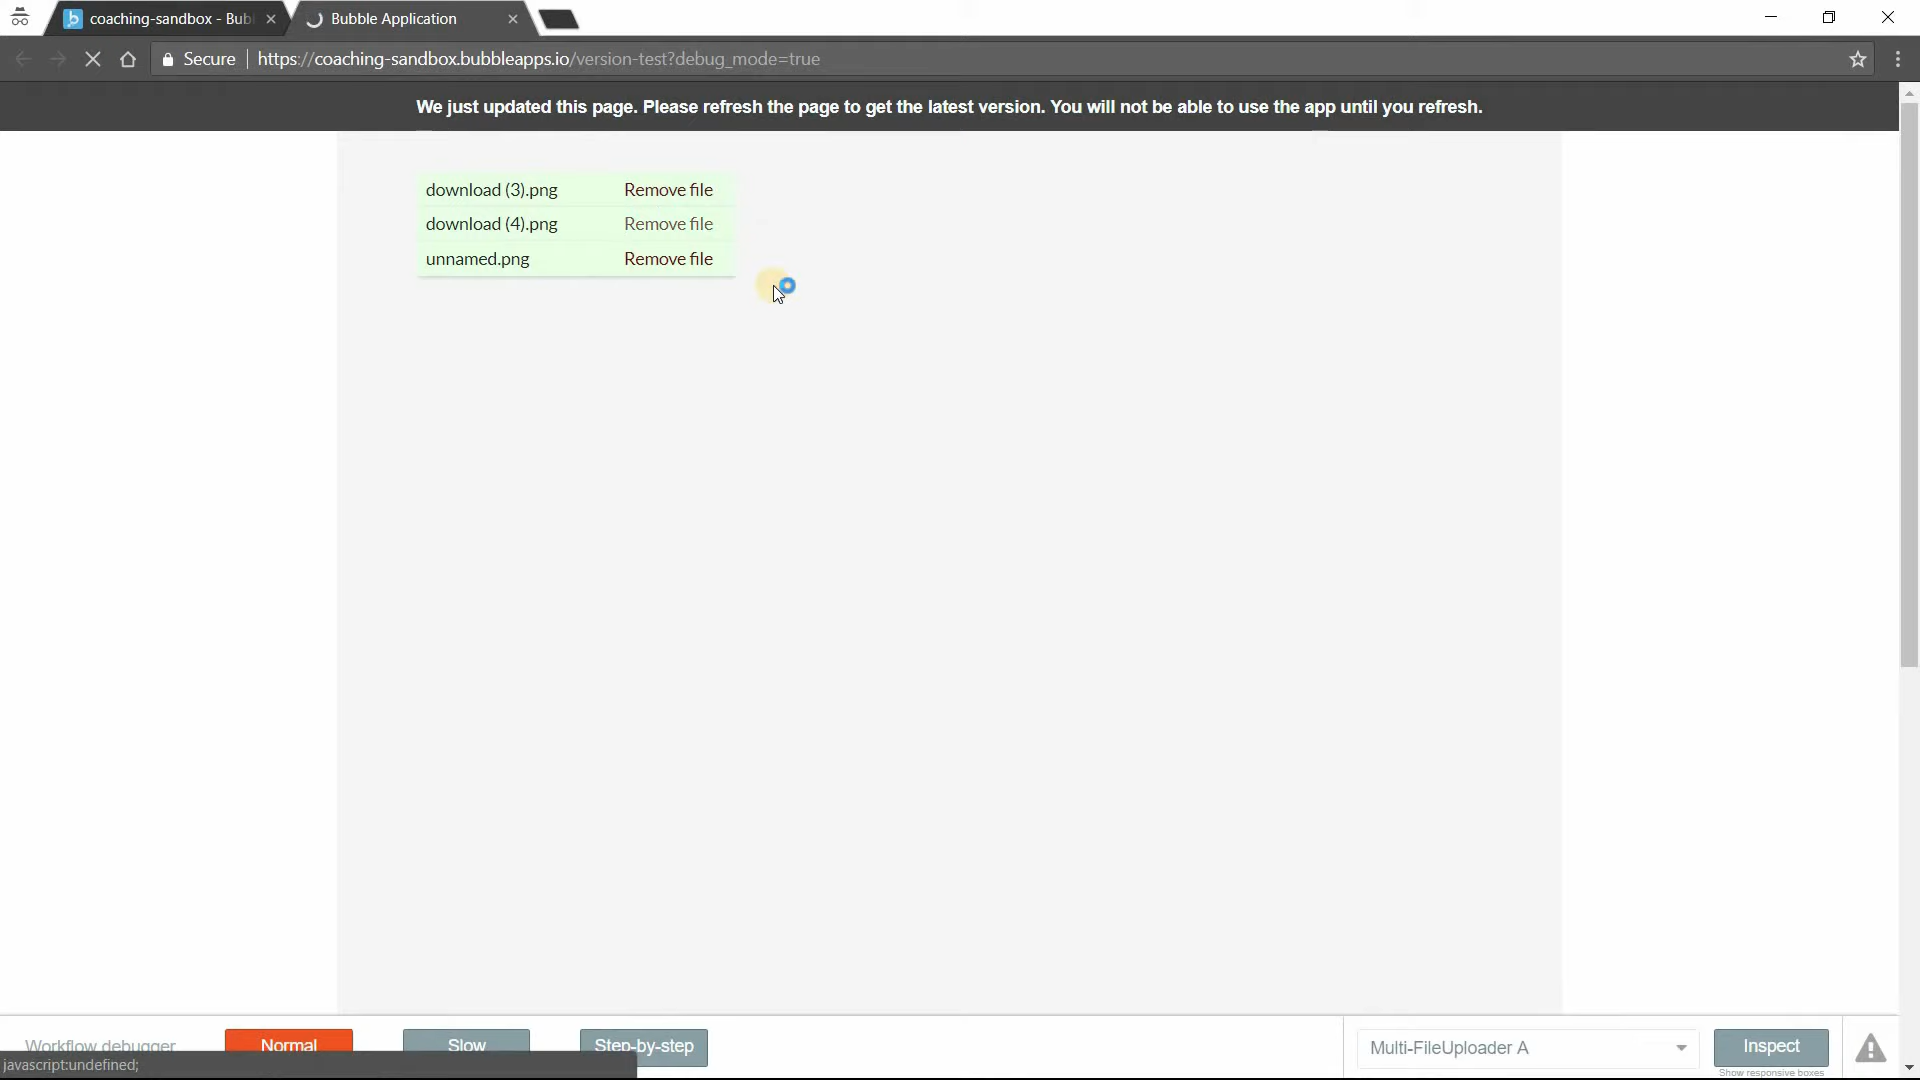 coaching-sandbox - Bub
Bubble Application
Secure https://coaching-sandbox.bubbleapps.io/version-test?debug_mode=true
We just updated this page. Please refresh the page to get the latest version. You will not be able to use the app until you refresh.
download (3).png Remove file
download (4).png Remove file
unnamed.png Remove file
Workflow debugger Normal Slow Step-by-step Multi-FileUploader A Inspect
Show responsive boxes
javascript:undefined;